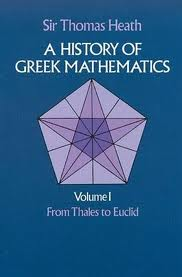 Sir Thomas Heath
A HISTORY OF
GREEK MATHEMATICS
Volume I
From Thales to Euclid